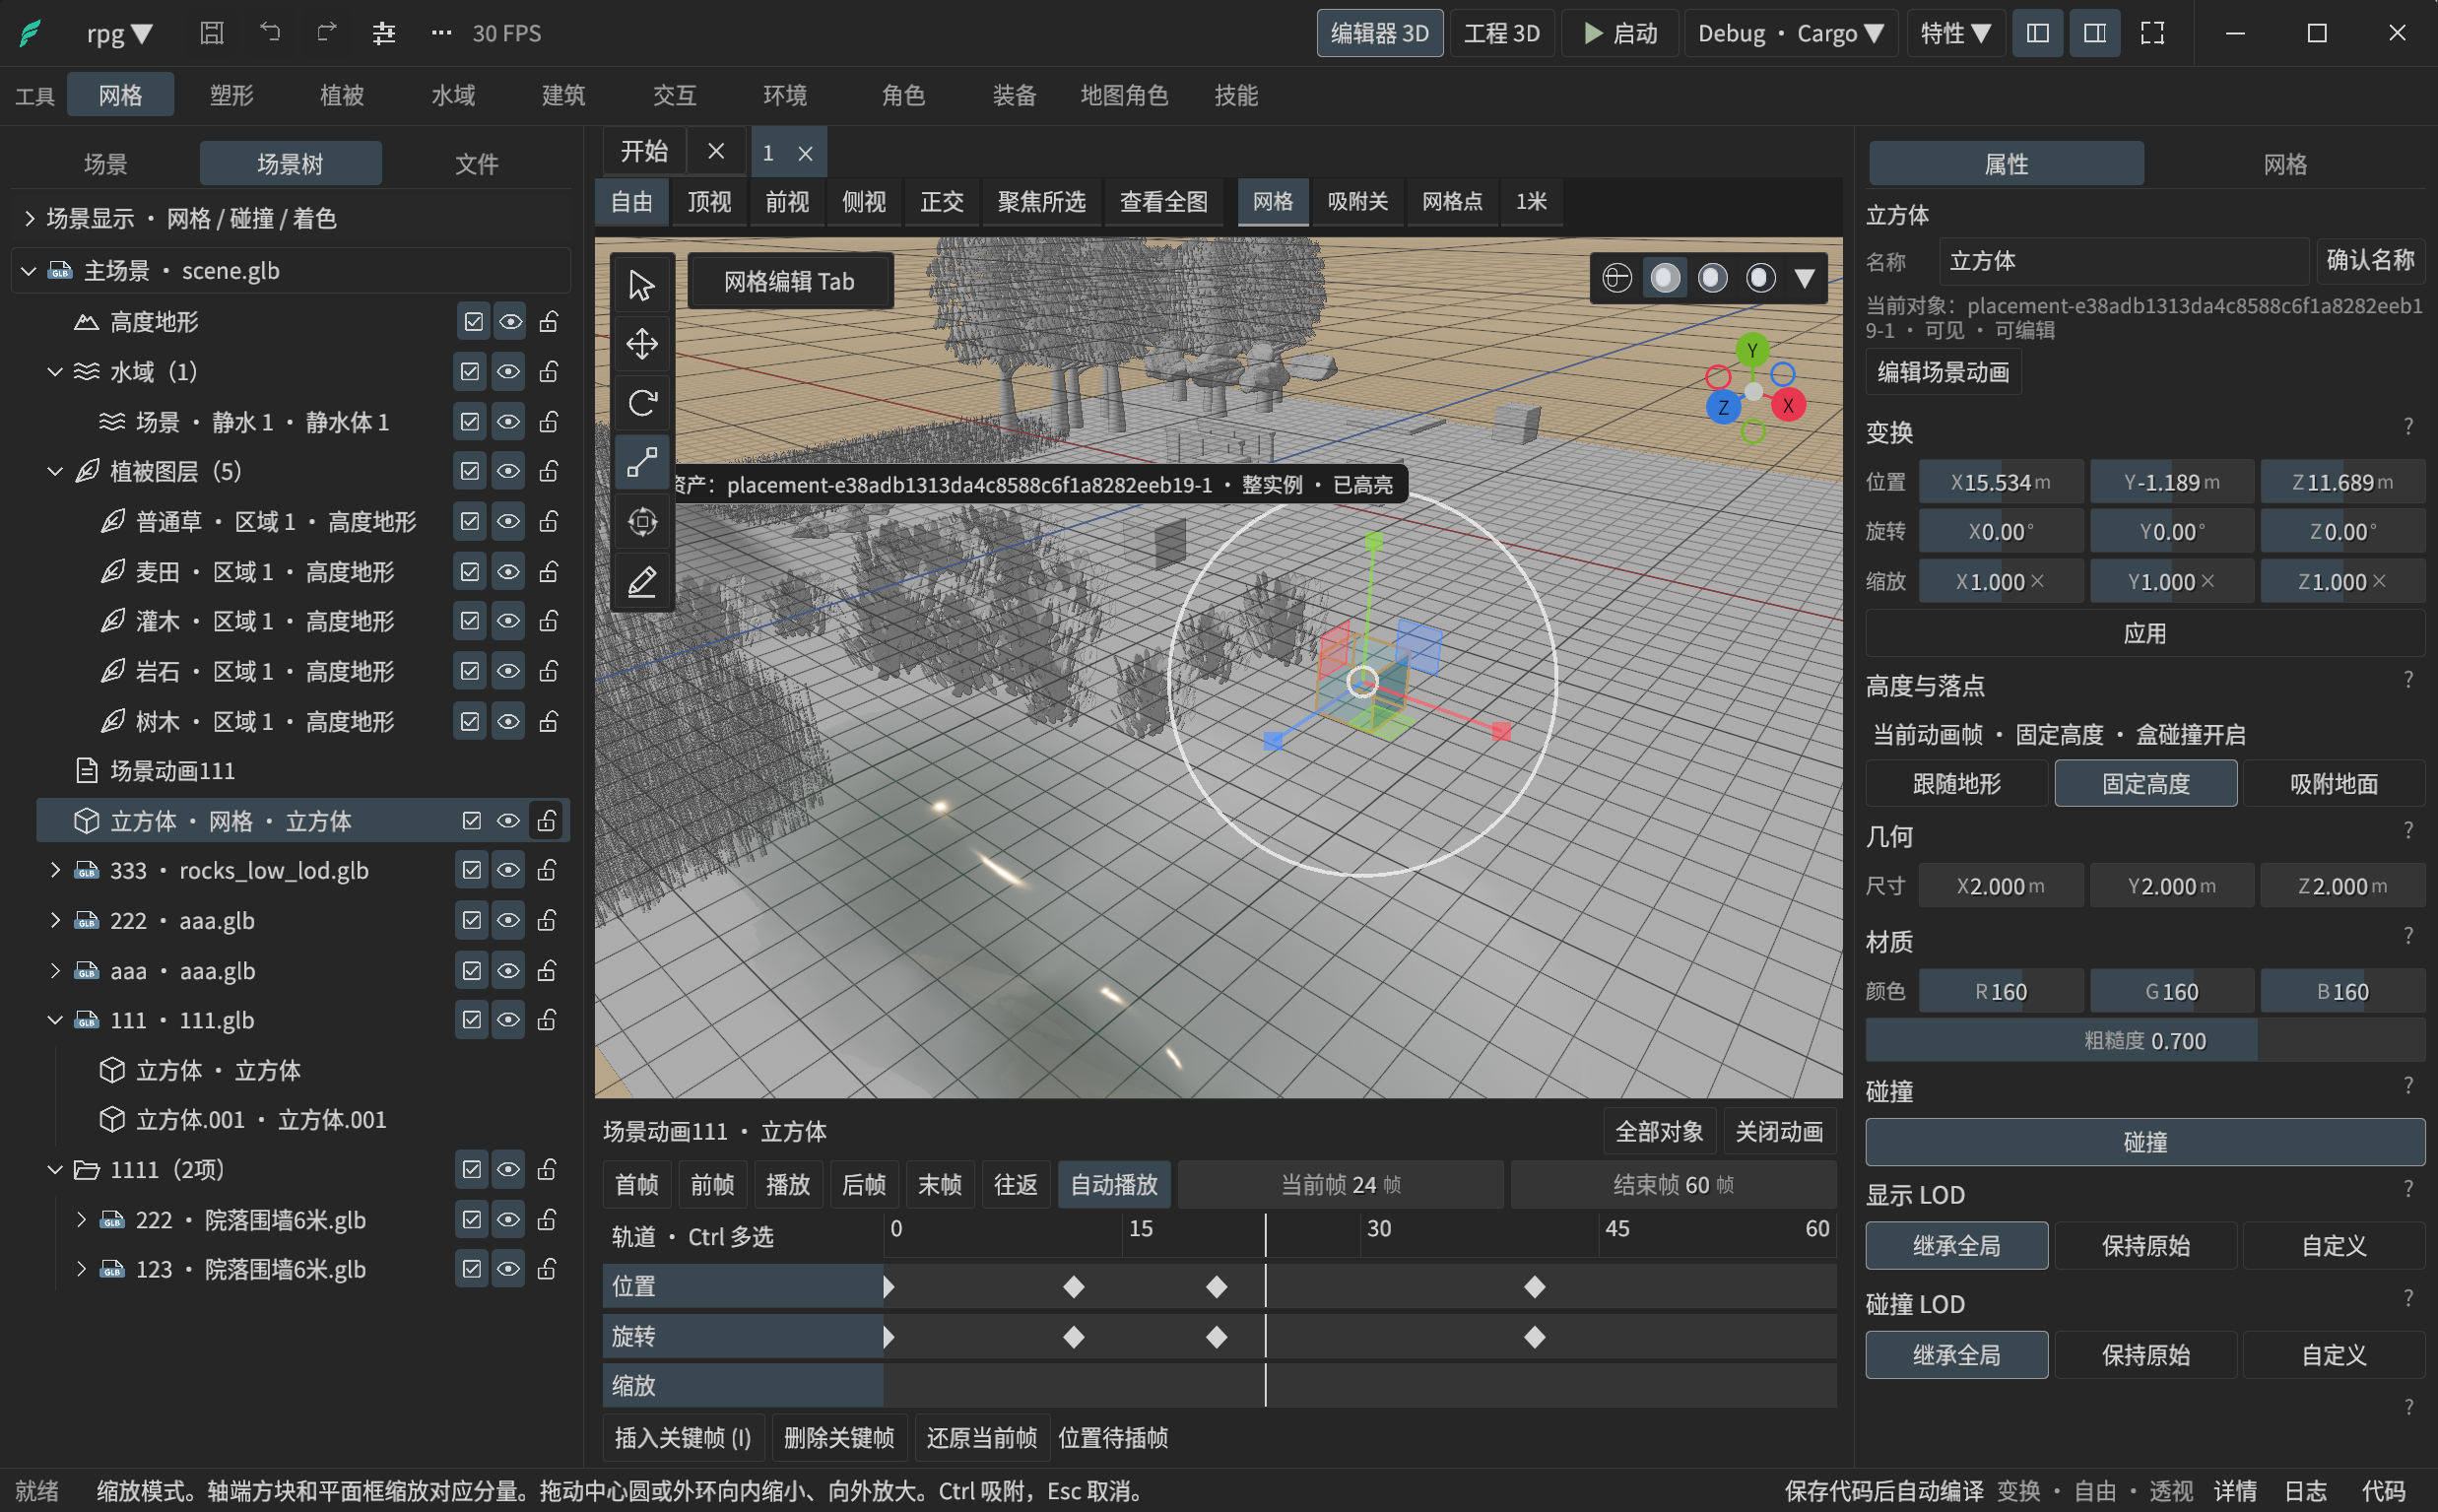 rpg▼ ··· 30 FPS 编辑器 3D 工程 3D 启动 Debug · Cargo▼ 特性▼
工具 网格 塑形 植被 水域 建筑 交互 环境 角色 装备 地图角色 技能
场景 场景树 文件
场景显示 · 网格 / 碰撞 / 着色
主场景 · scene.glb
高度地形
水域（1）
场景 · 静水 1 · 静水体 1
植被图层（5）
普通草 · 区域 1 · 高度地形
麦田 · 区域 1 · 高度地形
灌木 · 区域 1 · 高度地形
岩石 · 区域 1 · 高度地形
树木 · 区域 1 · 高度地形
场景动画111
立方体 · 网格 · 立方体
333 · rocks_low_lod.glb
222 · aaa.glb
aaa · aaa.glb
111 · 111.glb
立方体 · 立方体
立方体.001 · 立方体.001
1111（2项）
222 · 院落围墙6米.glb
123 · 院落围墙6米.glb
开始 × 1 ×
自由 顶视 前视 侧视 正交 聚焦所选 查看全图 网格 吸附关 网格点 1米
网格编辑 Tab
Y
Z X
资产：placement-e38adb1313da4c8588c6f1a8282eeb19-1 · 整实例 · 已高亮
场景动画111 · 立方体 全部对象 关闭动画
首帧 前帧 播放 后帧 末帧 往返 自动播放 当前帧 24 帧 结束帧 60 帧
轨道 · Ctrl 多选 0 15 30 45 60
位置
旋转
缩放
插入关键帧 (I) 删除关键帧 还原当前帧 位置待插帧
属性 网格
立方体
名称 立方体 确认名称
当前对象：placement-e38adb1313da4c8588c6f1a8282eeb1
9-1 · 可见 · 可编辑
编辑场景动画
变换 ?
位置 X 15.534 m Y -1.189 m Z 11.689 m
旋转 X 0.00 ° Y 0.00 ° Z 0.00 °
缩放 X 1.000 × Y 1.000 × Z 1.000 ×
应用
高度与落点 ?
当前动画帧 · 固定高度 · 盒碰撞开启
跟随地形 固定高度 吸附地面
几何 ?
尺寸 X 2.000 m Y 2.000 m Z 2.000 m
材质 ?
颜色 R 160 G 160 B 160
粗糙度 0.700
碰撞 ?
碰撞
显示 LOD ?
继承全局 保持原始 自定义
碰撞 LOD ?
继承全局 保持原始 自定义
?
就绪 缩放模式。轴端方块和平面框缩放对应分量。拖动中心圆或外环向内缩小、向外放大。Ctrl 吸附，Esc 取消。 保存代码后自动编译 变换 · 自由 · 透视 详情 日志 代码